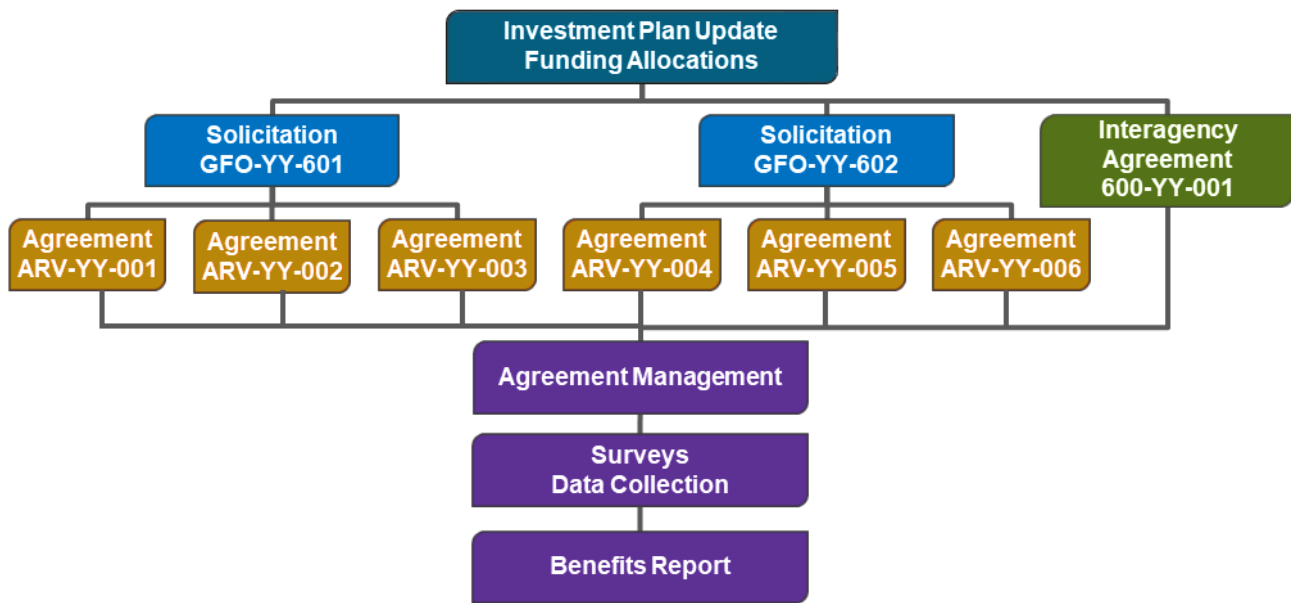 Investment Plan Update
Funding Allocations
Solicitation
GFO-YY-601
Solicitation
GFO-YY-602
Interagency
Agreement
600-YY-001
Agreement
ARV-YY-001
Agreement
ARV-YY-002
Agreement
ARV-YY-003
Agreement
ARV-YY-004
Agreement
ARV-YY-005
Agreement
ARV-YY-006
Agreement Management
Surveys
Data Collection
Benefits Report